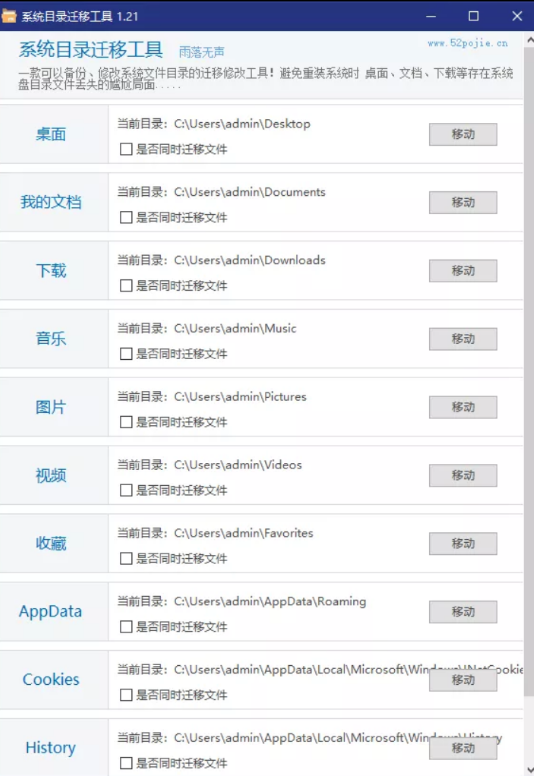 系统目录迁移工具 1.21
系统目录迁移工具 雨落无声 www.52pojie.cn
一款可以备份、修改系统文件目录的迁移修改工具！避免重装系统时 桌面、文档、下载等存在系统
盘目录文件丢失的尴尬局面.....
桌面
当前目录：C:\Users\admin\Desktop
是否同时迁移文件
移动
我的文档
当前目录：C:\Users\admin\Documents
是否同时迁移文件
移动
下载
当前目录：C:\Users\admin\Downloads
是否同时迁移文件
移动
音乐
当前目录：C:\Users\admin\Music
是否同时迁移文件
移动
图片
当前目录：C:\Users\admin\Pictures
是否同时迁移文件
移动
视频
当前目录：C:\Users\admin\Videos
是否同时迁移文件
移动
收藏
当前目录：C:\Users\admin\Favorites
是否同时迁移文件
移动
AppData
当前目录：C:\Users\admin\AppData\Roaming
是否同时迁移文件
移动
Cookies
当前目录：C:\Users\admin\AppData\Local\Microsoft\Windows\INetCookie
是否同时迁移文件
移动
History
当前目录：C:\Users\admin\AppData\Local\Microsoft\Windows\History
是否同时迁移文件
移动